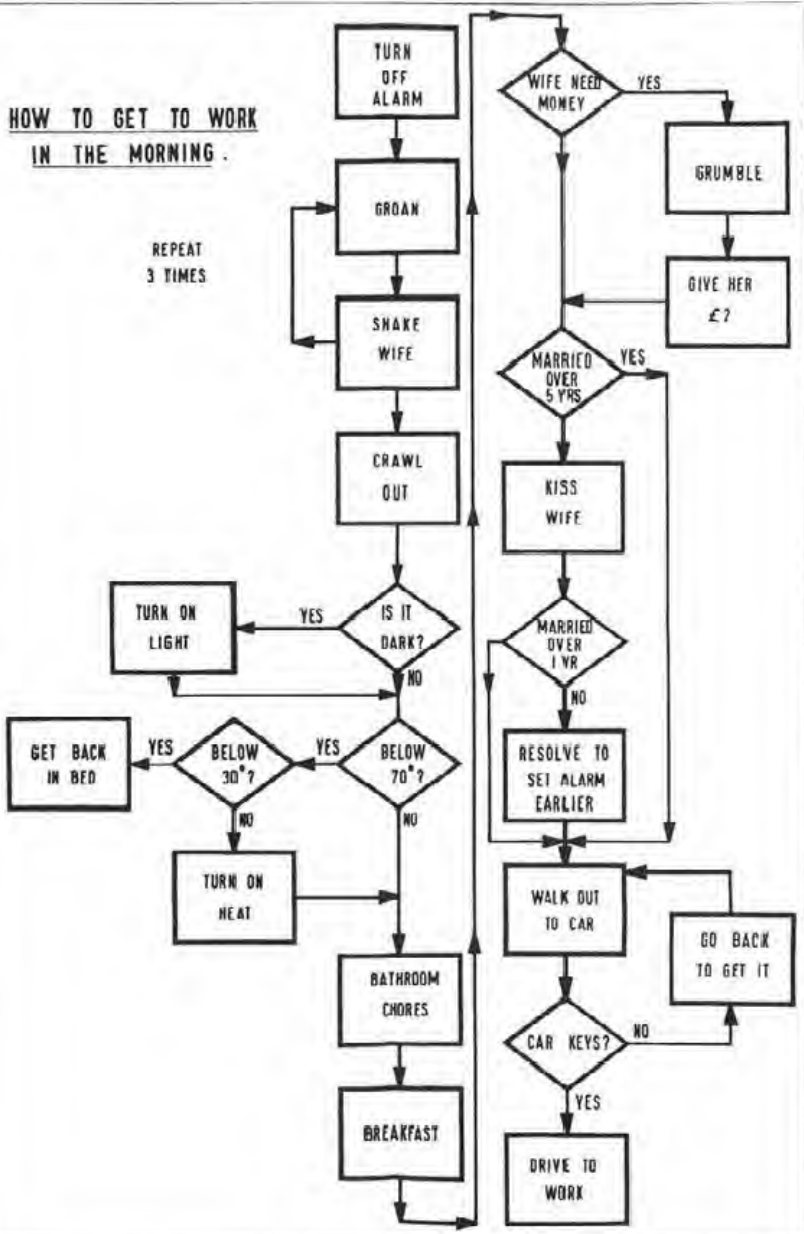 HOW TO GET TO WORK
IN THE MORNING.
REPEAT
3 TIMES
TURN
OFF
ALARM
GROAN
SHAKE
WIFE
CRAWL
OUT
IS IT
DARK?
YES
TURN ON
LIGHT
NO
BELOW
70°?
YES
BELOW
30°?
YES
GET BACK
IN BED
NO
TURN ON
HEAT
NO
BATHROOM
CHORES
BREAKFAST
WIFE NEED
MONEY
YES
GRUMBLE
GIVE HER
£?
MARRIED
OVER
5 YRS
YES
KISS
WIFE
MARRIED
OVER
1 YR
NO
RESOLVE TO
SET ALARM
EARLIER
WALK OUT
TO CAR
CAR KEYS?
NO
GO BACK
TO GET IT
YES
DRIVE TO
WORK